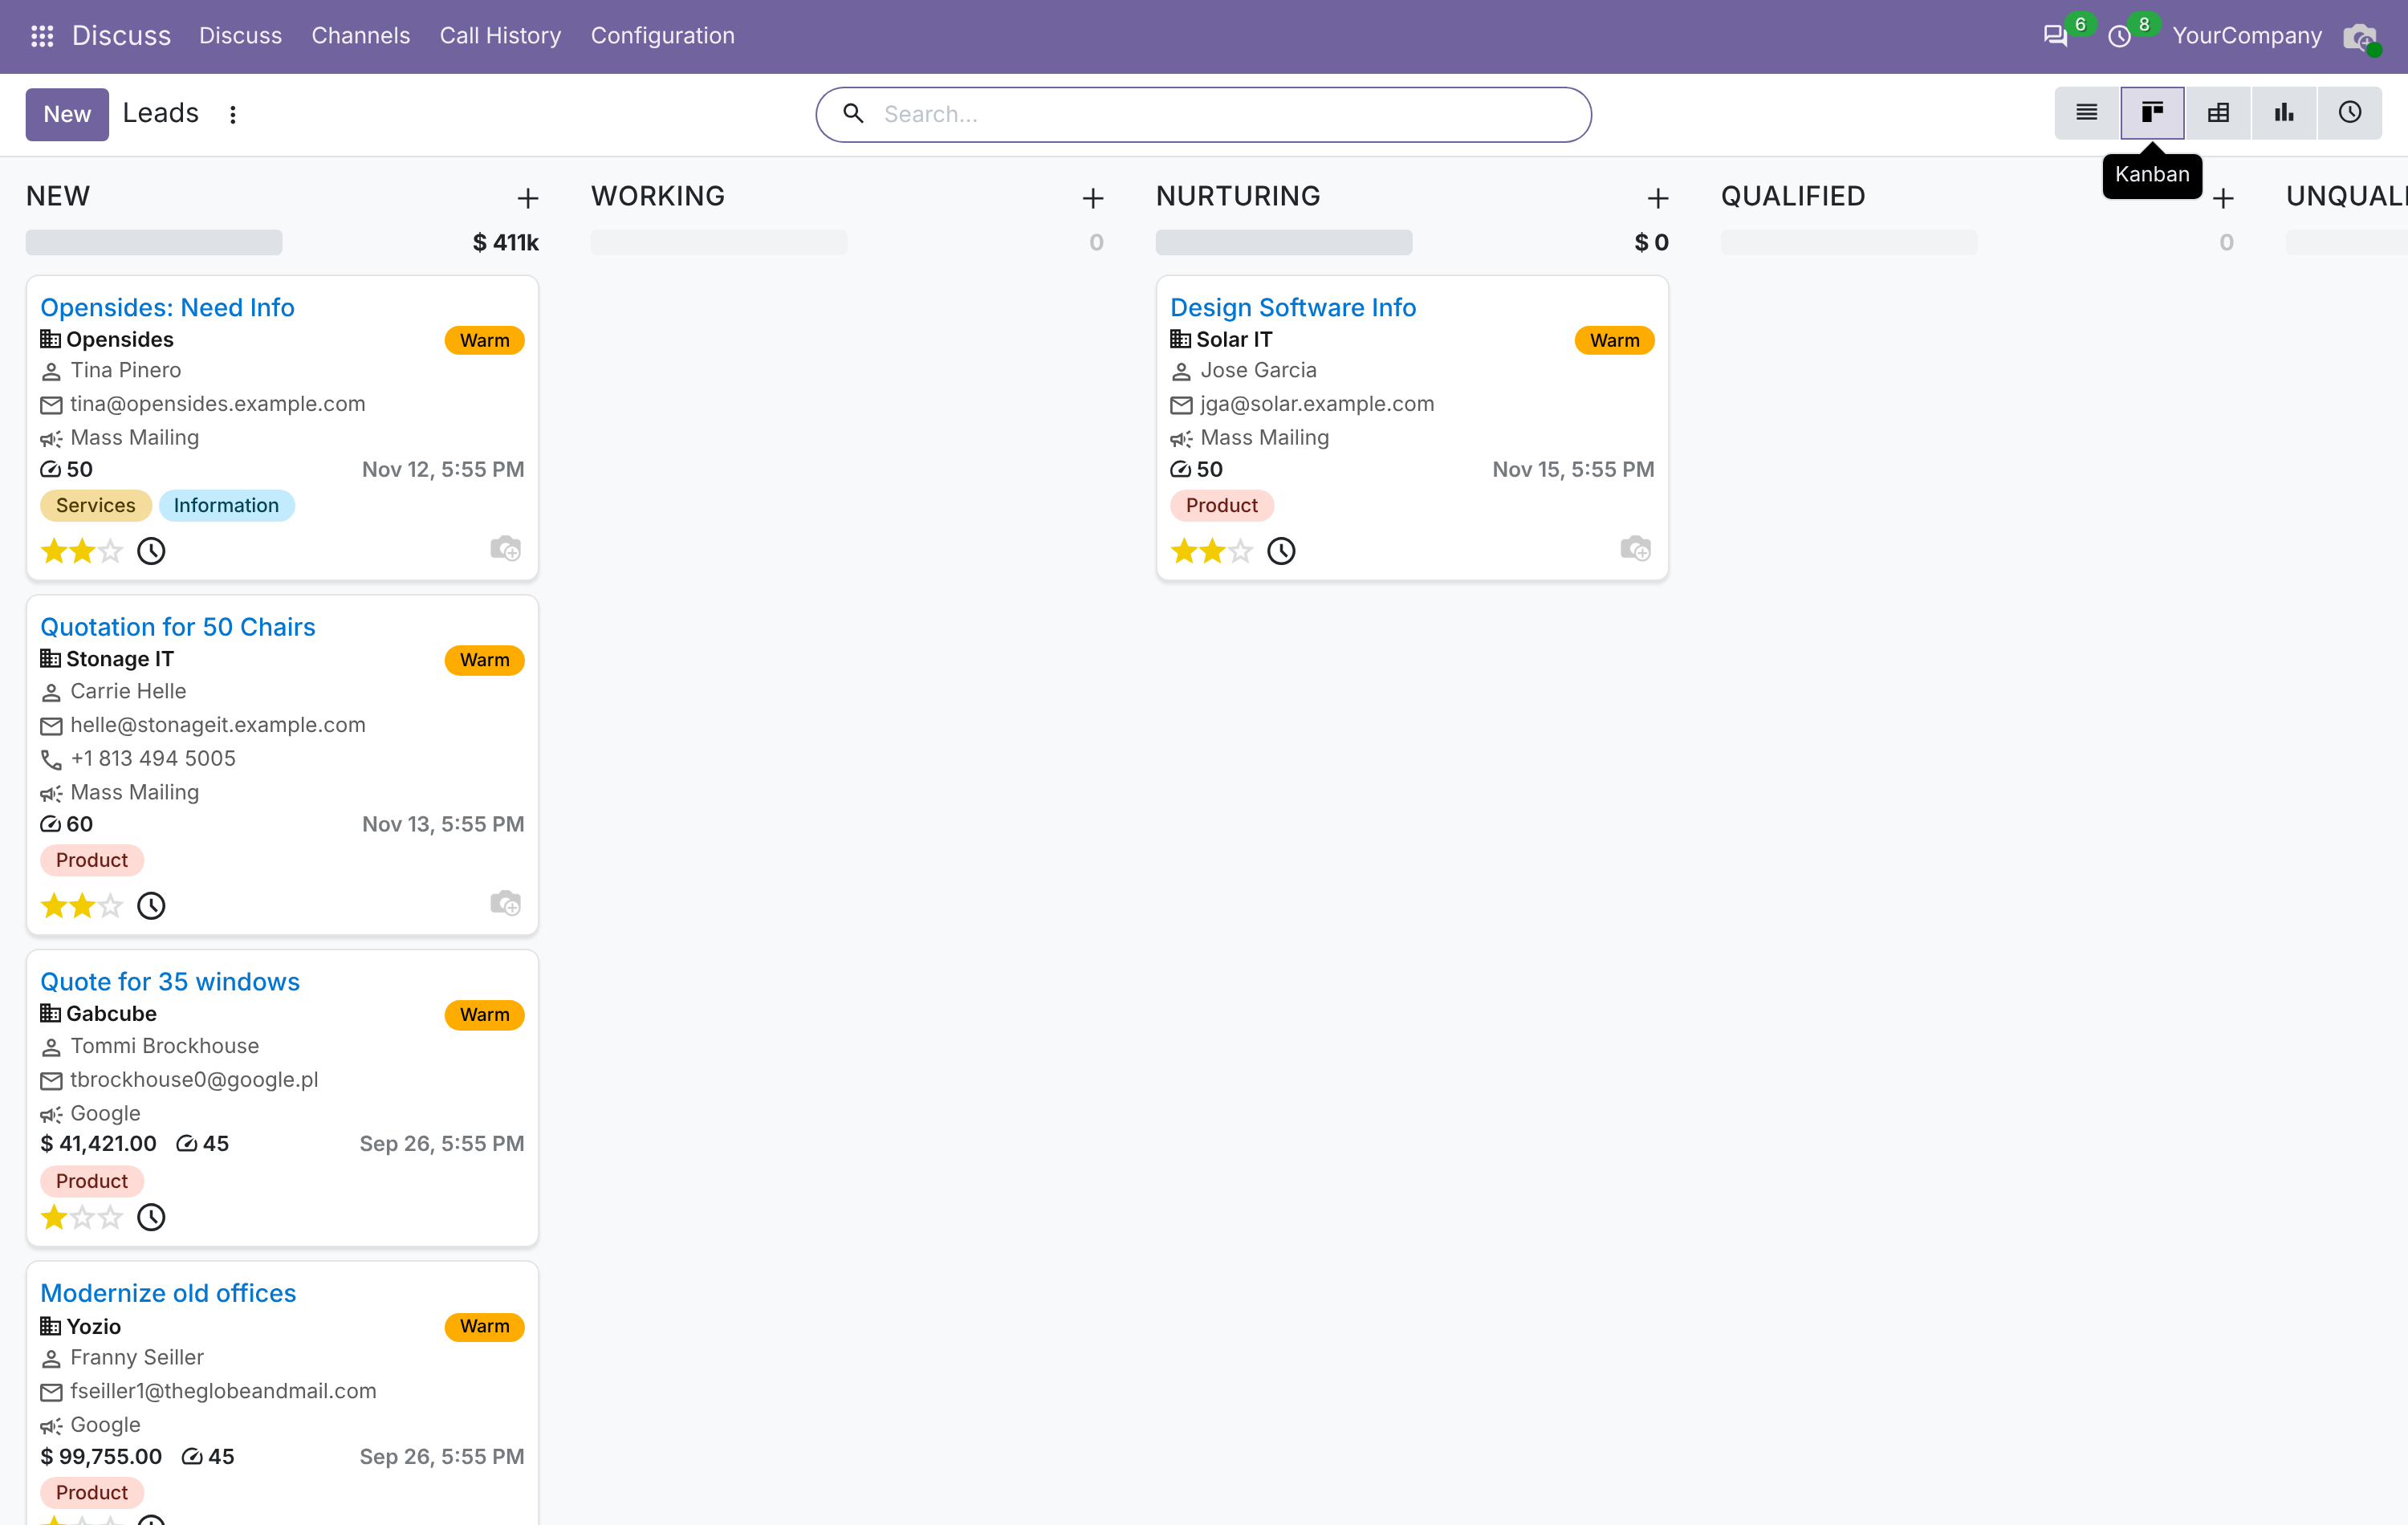 Discuss Discuss Channels Call History Configuration 6 8 YourCompany
New Leads Search...
Kanban
NEW
$ 411k
Opensides: Need Info
Opensides Warm
Tina Pinero
tina@opensides.example.com
Mass Mailing
50 Nov 12, 5:55 PM
Services Information
Quotation for 50 Chairs
Stonage IT Warm
Carrie Helle
helle@stonageit.example.com
+1 813 494 5005
Mass Mailing
60 Nov 13, 5:55 PM
Product
Quote for 35 windows
Gabcube Warm
Tommi Brockhouse
tbrockhouse0@google.pl
Google
$ 41,421.00 45 Sep 26, 5:55 PM
Product
Modernize old offices
Yozio Warm
Franny Seiller
fseiller1@theglobeandmail.com
Google
$ 99,755.00 45 Sep 26, 5:55 PM
Product
WORKING
0
NURTURING
$ 0
Design Software Info
Solar IT Warm
Jose Garcia
jga@solar.example.com
Mass Mailing
50 Nov 15, 5:55 PM
Product
QUALIFIED
0
UNQUALI